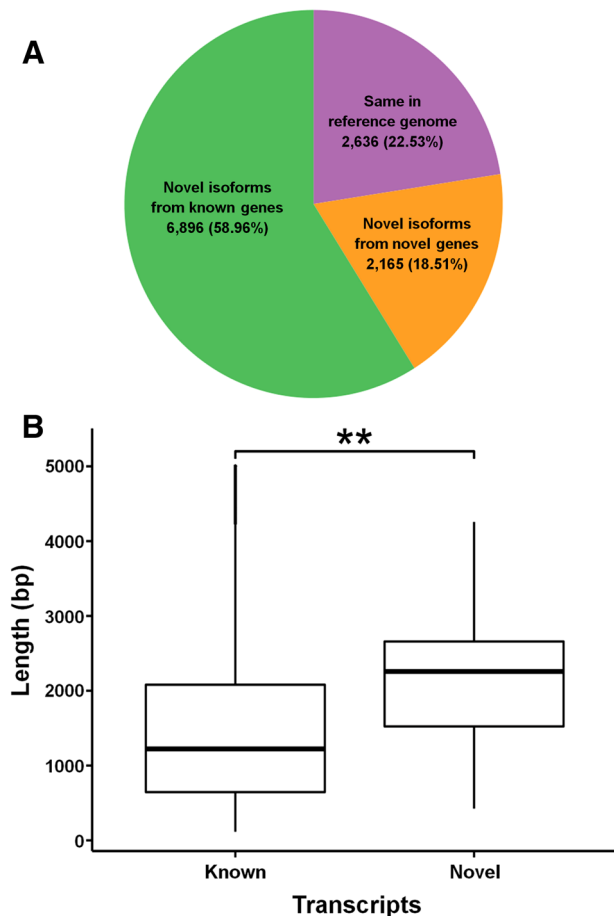 A
Same in
reference genome
2,636 (22.53%)
Novel isoforms
from known genes
6,896 (58.96%)
Novel isoforms
from novel genes
2,165 (18.51%)
B
**
5000
4000
3000
2000
1000
0
Length (bp)
Known
Novel
Transcripts